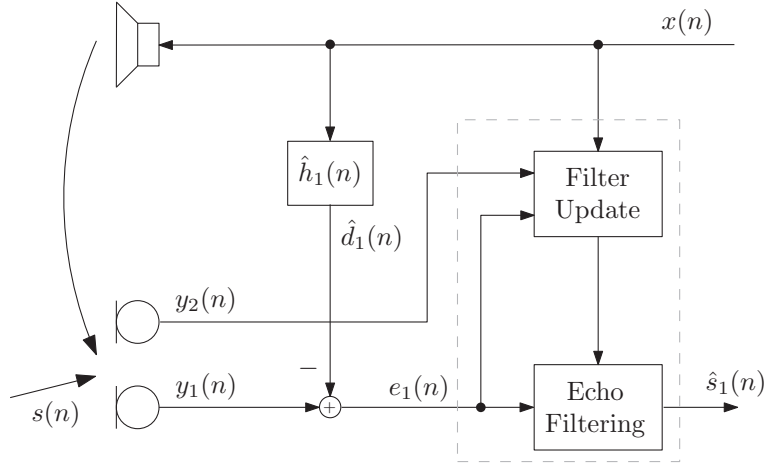 x(n)
ĥ₁(n)
Filter
Update
d̂₁(n)
y₂(n)
−
y₁(n)
e₁(n)
Echo
Filtering
ŝ₁(n)
s(n)
+